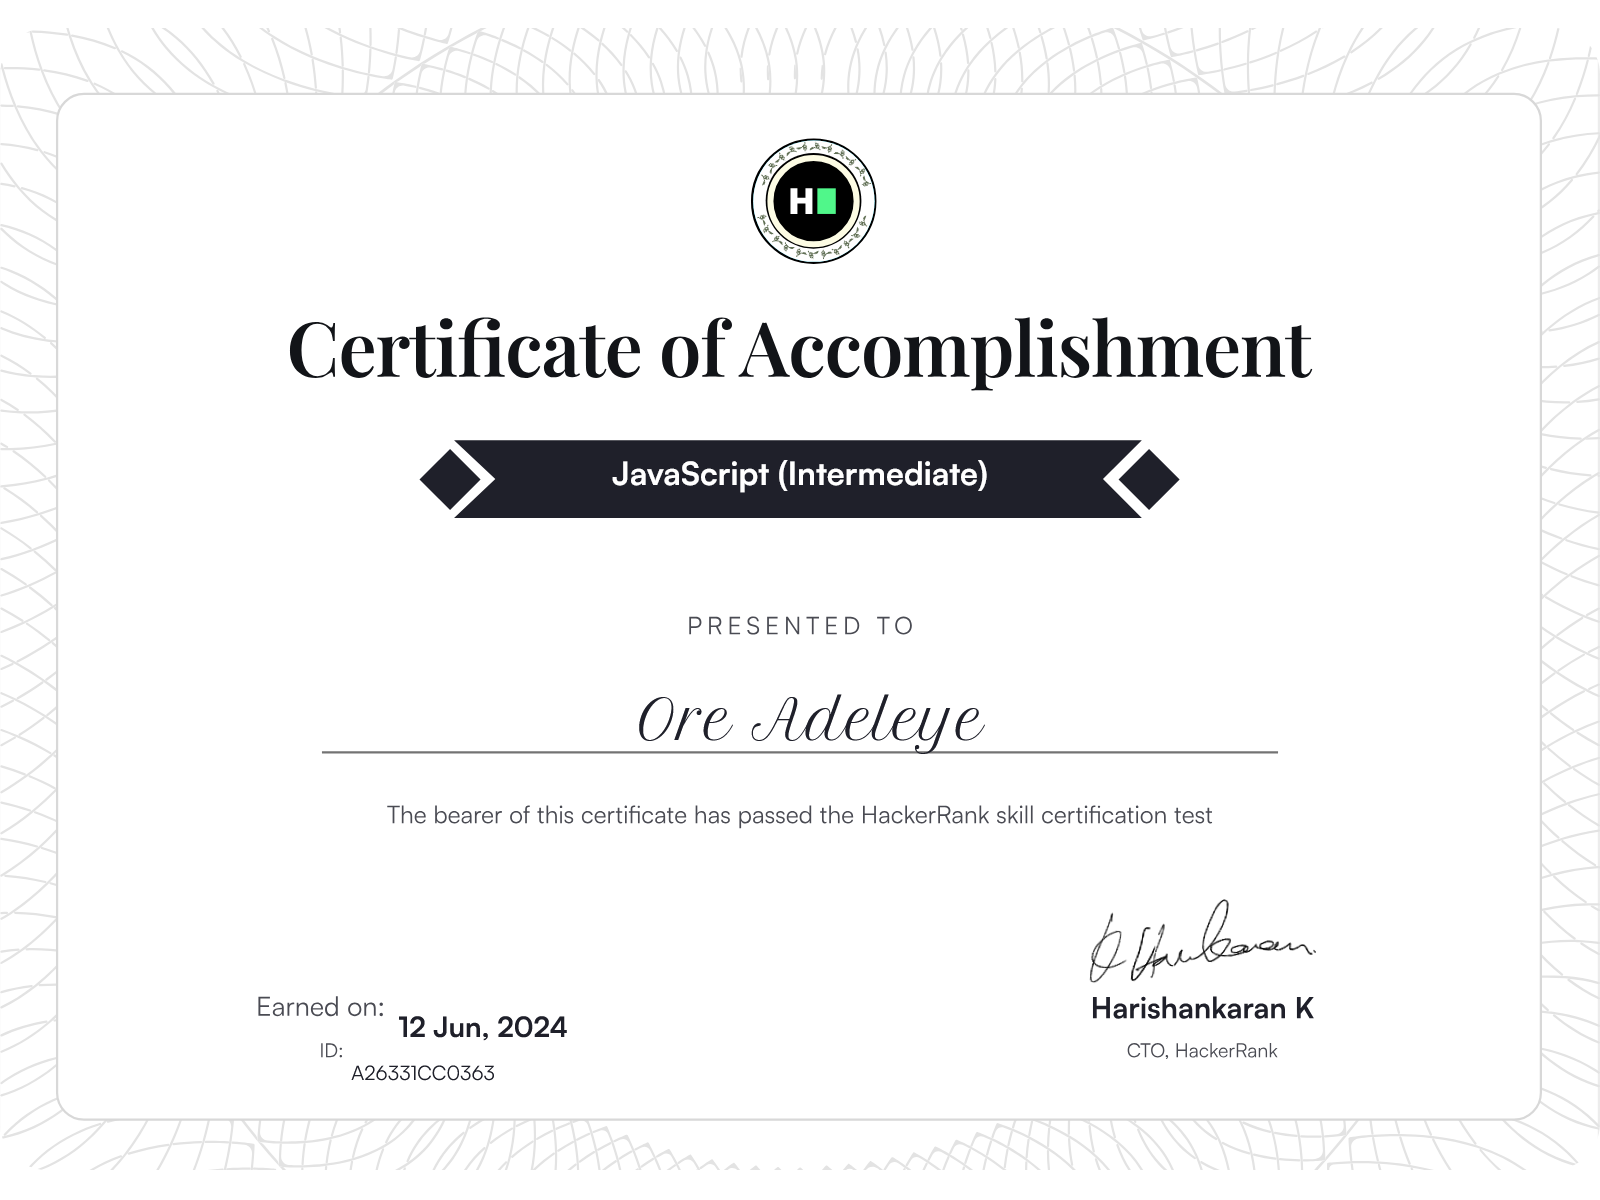 H
Certificate of Accomplishment
JavaScript (Intermediate)
PRESENTED TO
Ore Adeleye
The bearer of this certificate has passed the HackerRank skill certification test
Earned on: 12 Jun, 2024
ID: A26331CC0363
Harishankaran K
CTO, HackerRank